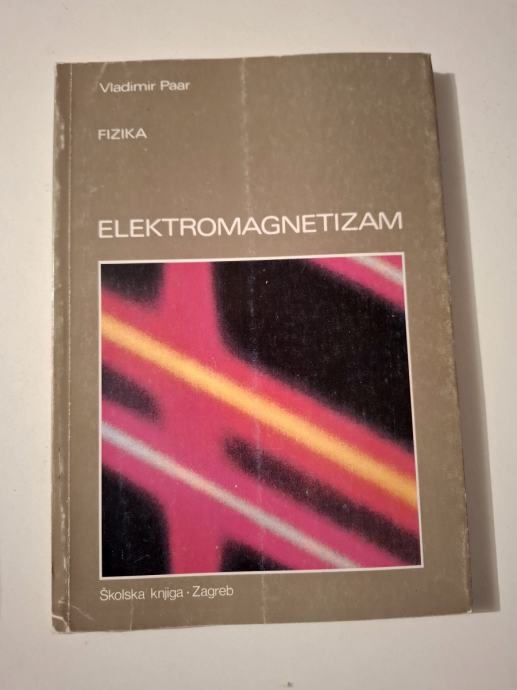 Vladimir Paar
FIZIKA
ELEKTROMAGNETIZAM
Školska knjiga · Zagreb